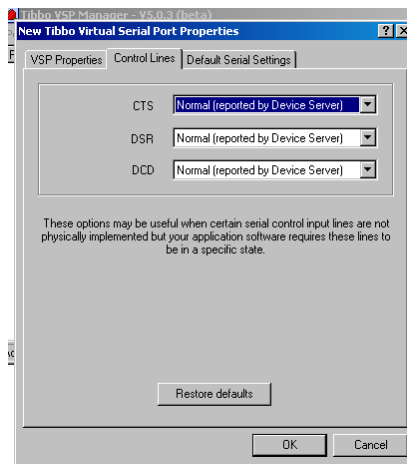 Tibbo VSP Manager - V5.0.3 (beta)
New Tibbo Virtual Serial Port Properties
VSP Properties
Control Lines
Default Serial Settings
CTS Normal (reported by Device Server)
DSR Normal (reported by Device Server)
DCD Normal (reported by Device Server)
These options may be useful when certain serial control input lines are not
physically implemented but your application software requires these lines to
be in a specific state.
Restore defaults
OK Cancel